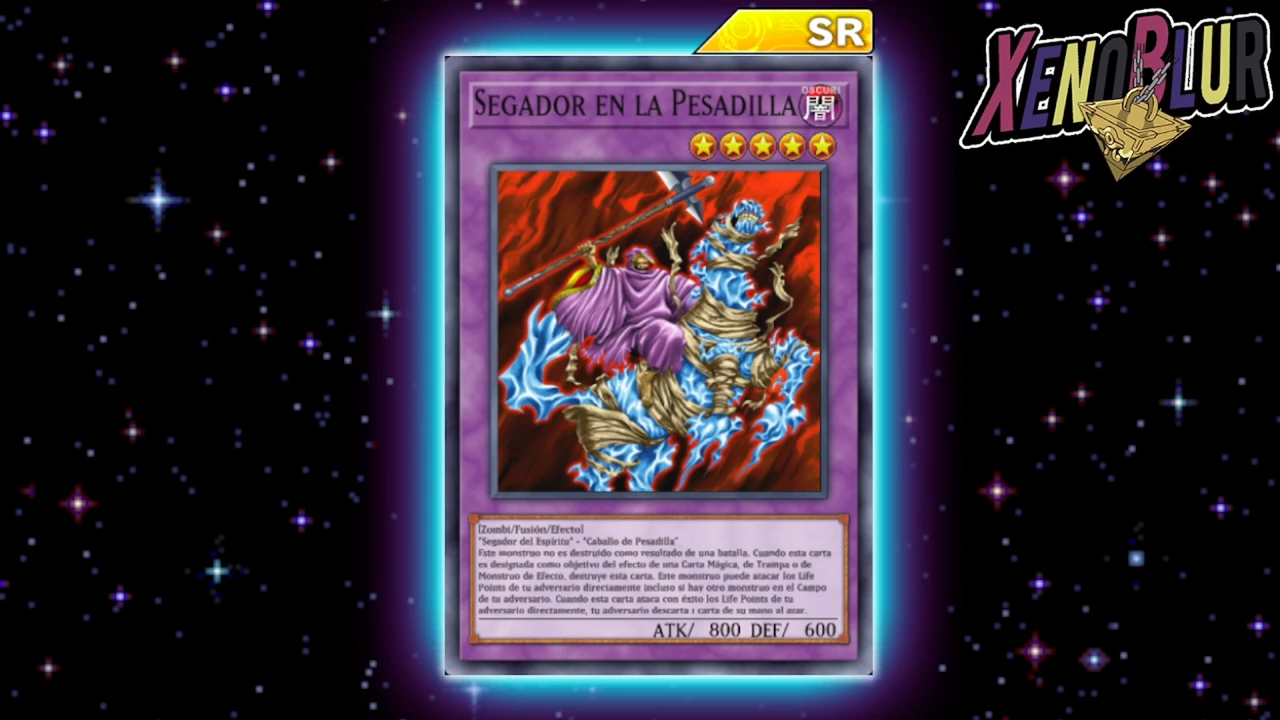 SR
XENOBLUR
SEGADOR EN LA PESADILLA
OSCURI
闇
[Zombi/Fusión/Efecto]
"Segador del Espíritu" - "Caballo de Pesadilla"
Este monstruo no es destruido como resultado de una batalla. Cuando esta carta
es designada como objetivo del efecto de una Carta Mágica, de Trampa o de
Monstruo de Efecto, destruye esta carta. Este monstruo puede atacar los Life
Points de tu adversario directamente incluso si hay otro monstruo en el Campo
de tu adversario. Cuando esta carta ataca con éxito los Life Points de tu
adversario directamente, tu adversario descarta 1 carta de su mano al azar.
ATK/ 800 DEF/ 600